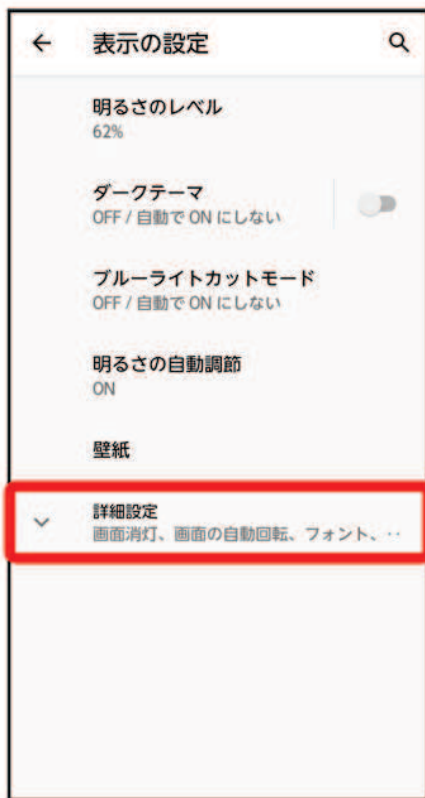 表示の設定
明るさのレベル
62%
ダークテーマ
OFF / 自動で ON にしない
ブルーライトカットモード
OFF / 自動で ON にしない
明るさの自動調節
ON
壁紙
詳細設定
画面消灯、画面の自動回転、フォント、‥